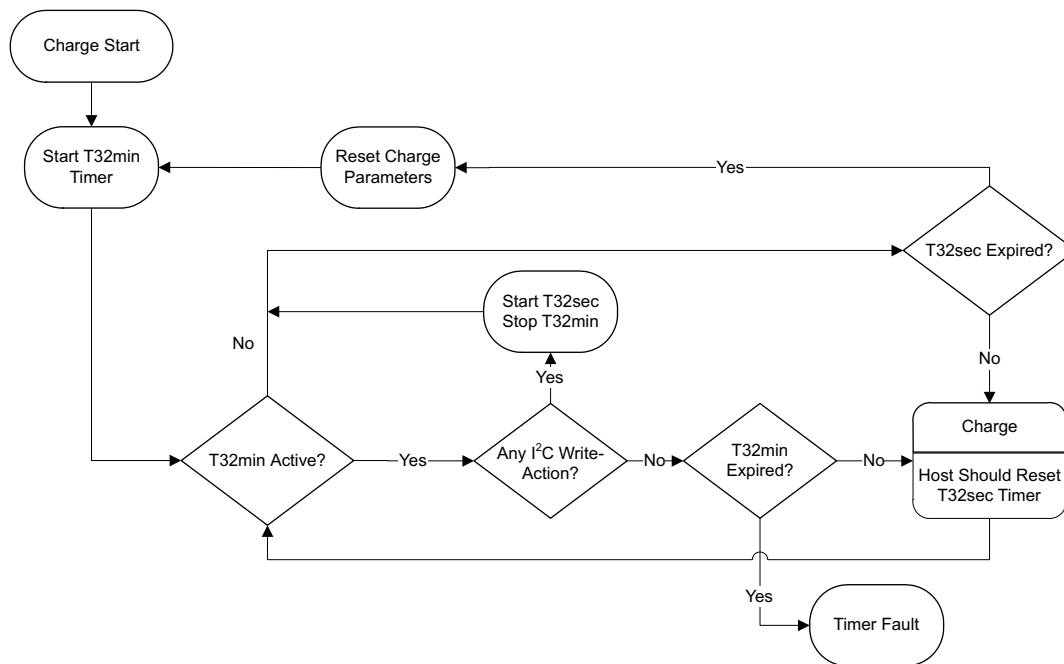 Charge Start
Start T32min
Timer
Reset Charge
Parameters
Yes
T32sec Expired?
Start T32sec
Stop T32min
No
Yes
No
T32min Active?
Yes
Any I²C Write-
Action?
No
T32min
Expired?
No
Charge
Host Should Reset
T32sec Timer
Yes
Timer Fault